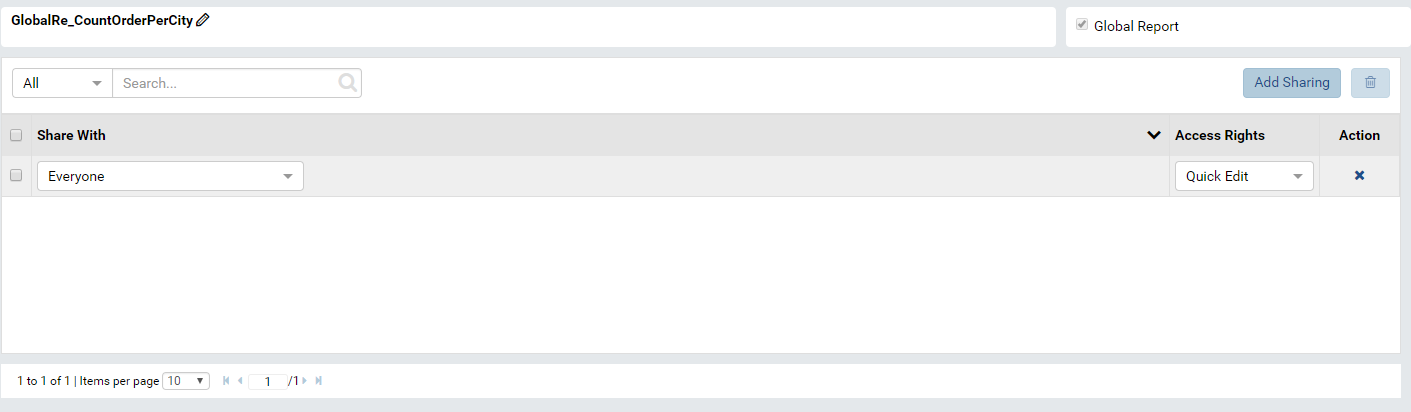 GlobalRe_CountOrderPerCity
Global Report
All
Search...
Add Sharing
Share With
Access Rights
Action
Everyone
Quick Edit
1 to 1 of 1 | Items per page 10
1 /1